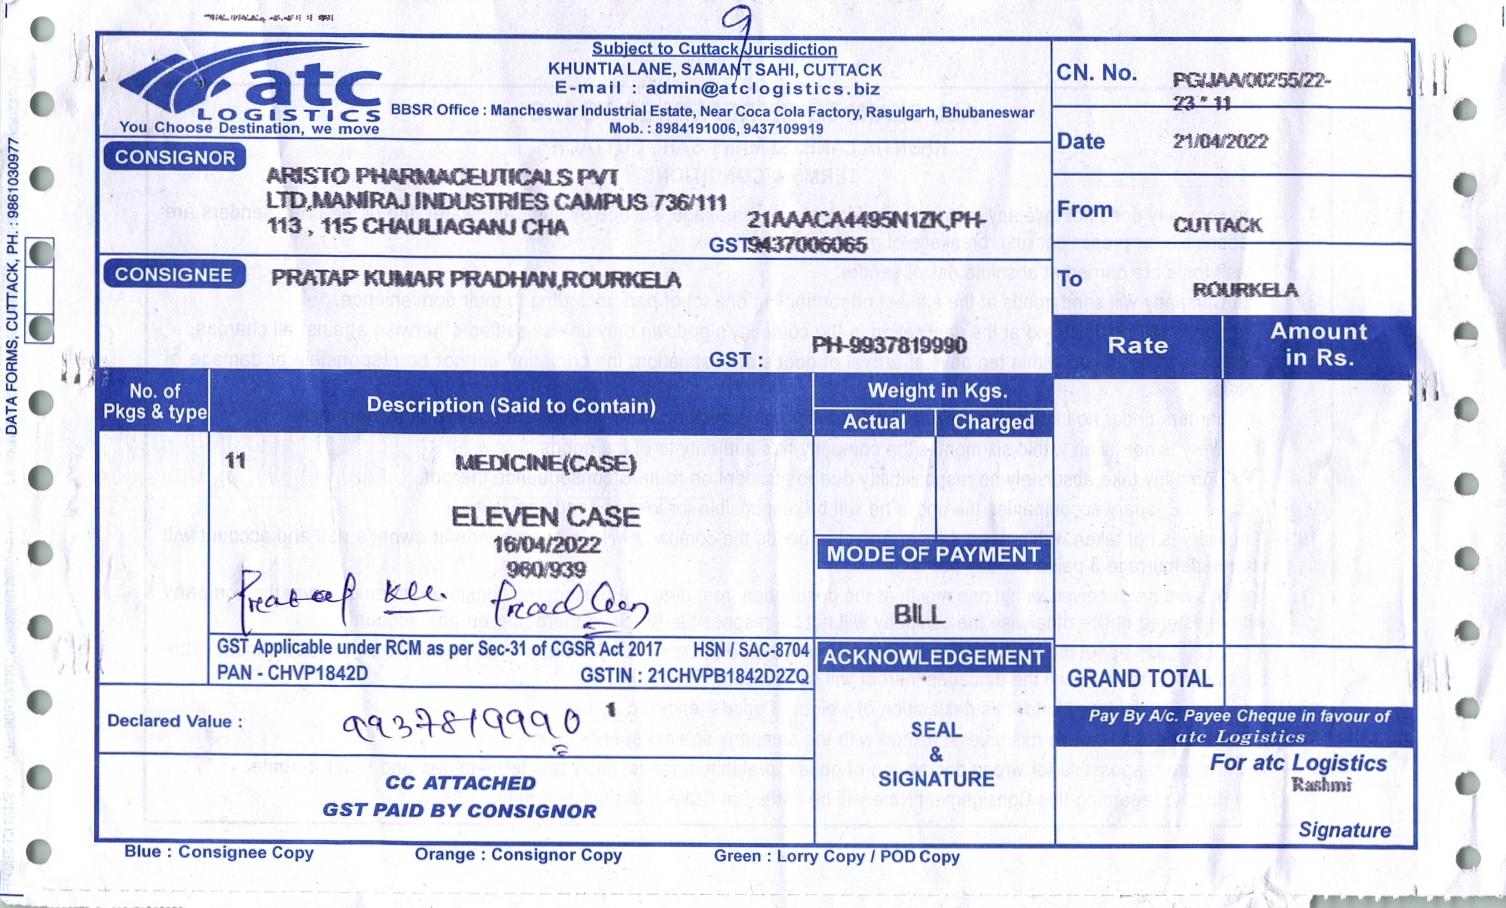 9
atc
LOGISTICS
You Choose Destination, we move
Subject to Cuttack Jurisdiction
KHUNTIA LANE, SAMANT SAHI, CUTTACK
E-mail : admin@atclogistics.biz
BBSR Office : Mancheswar Industrial Estate, Near Coca Cola Factory, Rasulgarh, Bhubaneswar
Mob. : 8984191006, 9437109919
CN. No. PG/JAA/00255/22-
23 * 11
Date 21/04/2022
From
CUTTACK
To
ROURKELA
CONSIGNOR
ARISTO PHARMACEUTICALS PVT
LTD,MANIRAJ INDUSTRIES CAMPUS 736/111
113 , 115 CHAULIAGANJ CHA
21AAACA4495N1ZK,PH-
GST 9437006065
CONSIGNEE
PRATAP KUMAR PRADHAN,ROURKELA
PH-9937819990
GST :
Rate
Amount
in Rs.
No. of
Pkgs & type
Description (Said to Contain)
Weight in Kgs.
Actual Charged
11 MEDICINE(CASE)
ELEVEN CASE
16/04/2022
960/939
MODE OF PAYMENT
BILL
GST Applicable under RCM as per Sec-31 of CGSR Act 2017 HSN / SAC-8704
PAN - CHVP1842D GSTIN : 21CHVPB1842D2ZQ
ACKNOWLEDGEMENT
GRAND TOTAL
Declared Value : 9937819990 1
SEAL
&
SIGNATURE
Pay By A/c. Payee Cheque in favour of
atc Logistics
For atc Logistics
Rashmi
Signature
CC ATTACHED
GST PAID BY CONSIGNOR
Blue : Consignee Copy Orange : Consignor Copy Green : Lorry Copy / POD Copy
DATA FORMS, CUTTACK, PH. : 9861030977